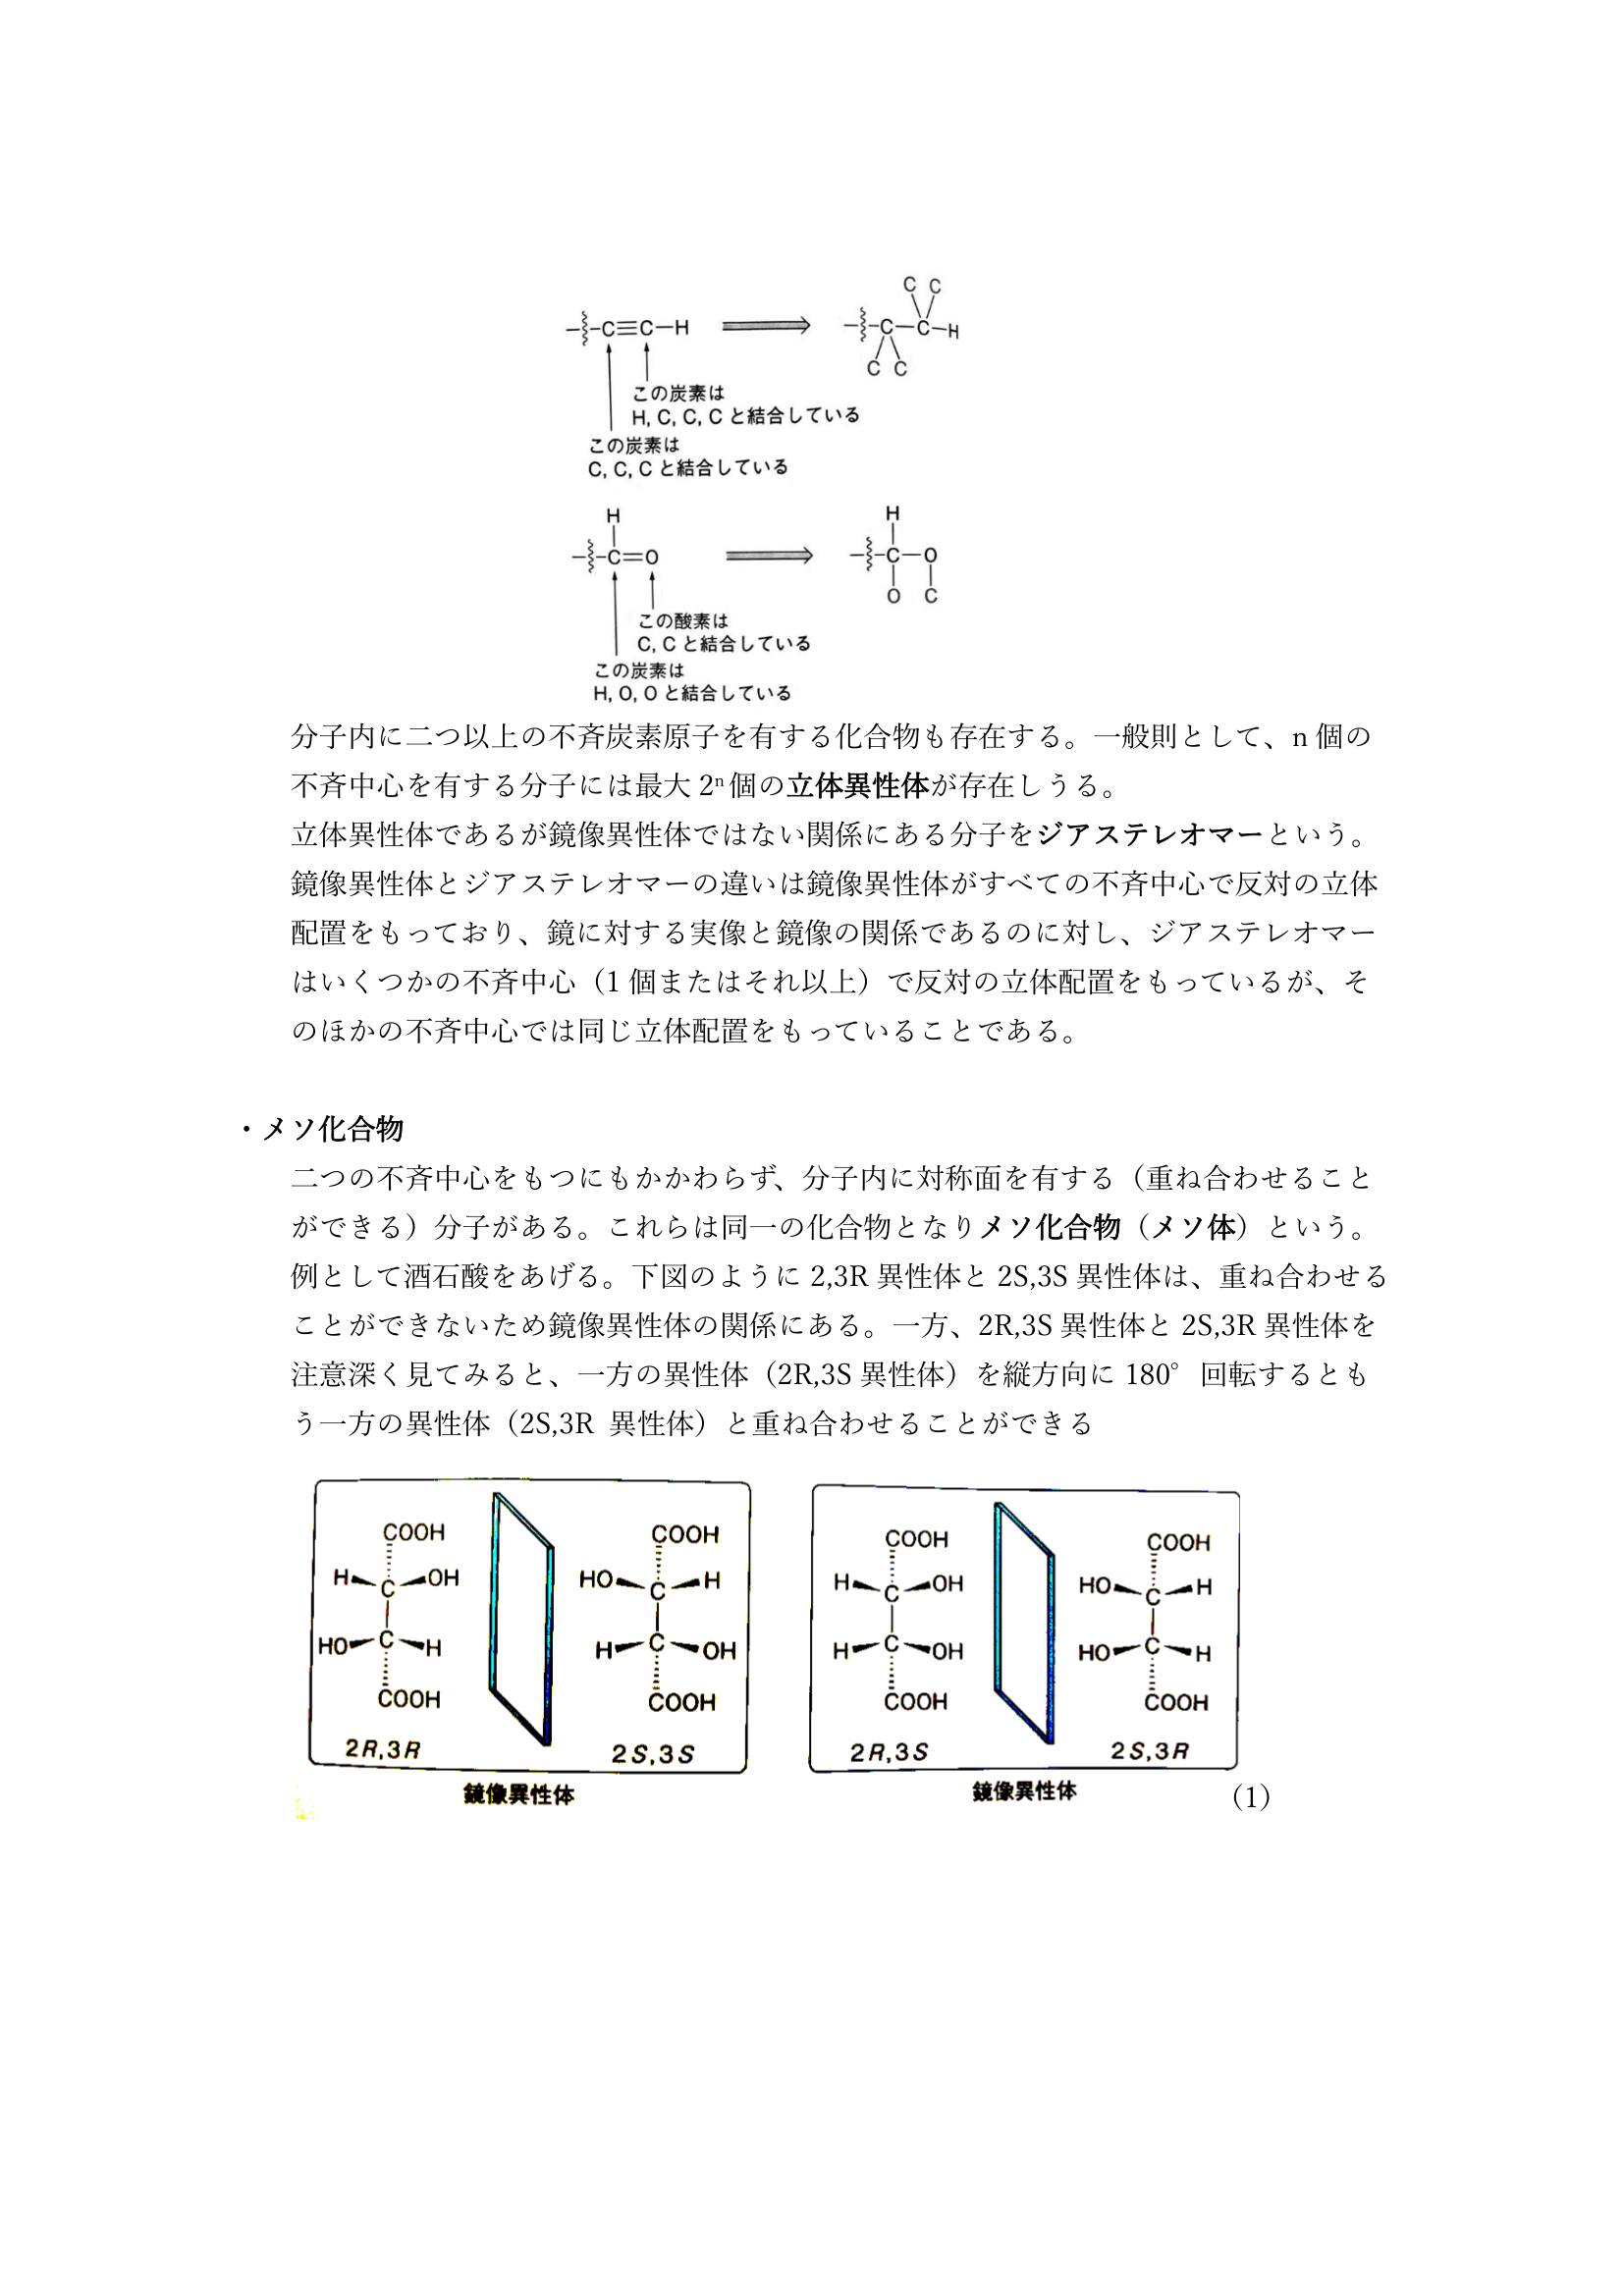 C C
-C≡C-H -C-C-H
C C
この炭素は
H, C, C, C と結合している
この炭素は
C, C, C と結合している
H H
-C=O -C-O
O C
この酸素は
C, C と結合している
この炭素は
H, O, O と結合している
分子内に二つ以上の不斉炭素原子を有する化合物も存在する。一般則として、n 個の
不斉中心を有する分子には最大 2ⁿ個の立体異性体が存在しうる。
立体異性体であるが鏡像異性体ではない関係にある分子をジアステレオマーという。
鏡像異性体とジアステレオマーの違いは鏡像異性体がすべての不斉中心で反対の立体
配置をもっており、鏡に対する実像と鏡像の関係であるのに対し、ジアステレオマー
はいくつかの不斉中心（1 個またはそれ以上）で反対の立体配置をもっているが、そ
のほかの不斉中心では同じ立体配置をもっていることである。
・メソ化合物
二つの不斉中心をもつにもかかわらず、分子内に対称面を有する（重ね合わせること
ができる）分子がある。これらは同一の化合物となりメソ化合物（メソ体）という。
例として酒石酸をあげる。下図のように 2,3R 異性体と 2S,3S 異性体は、重ね合わせる
ことができないため鏡像異性体の関係にある。一方、2R,3S 異性体と 2S,3R 異性体を
注意深く見てみると、一方の異性体（2R,3S 異性体）を縦方向に 180° 回転するとも
う一方の異性体（2S,3R 異性体）と重ね合わせることができる
COOH COOH COOH COOH
H C OH HO C H H C OH HO C H
HO C H H C OH H C OH HO C H
COOH COOH COOH COOH
2R,3R 2S,3S 2R,3S 2S,3R
鏡像異性体 鏡像異性体 （1）